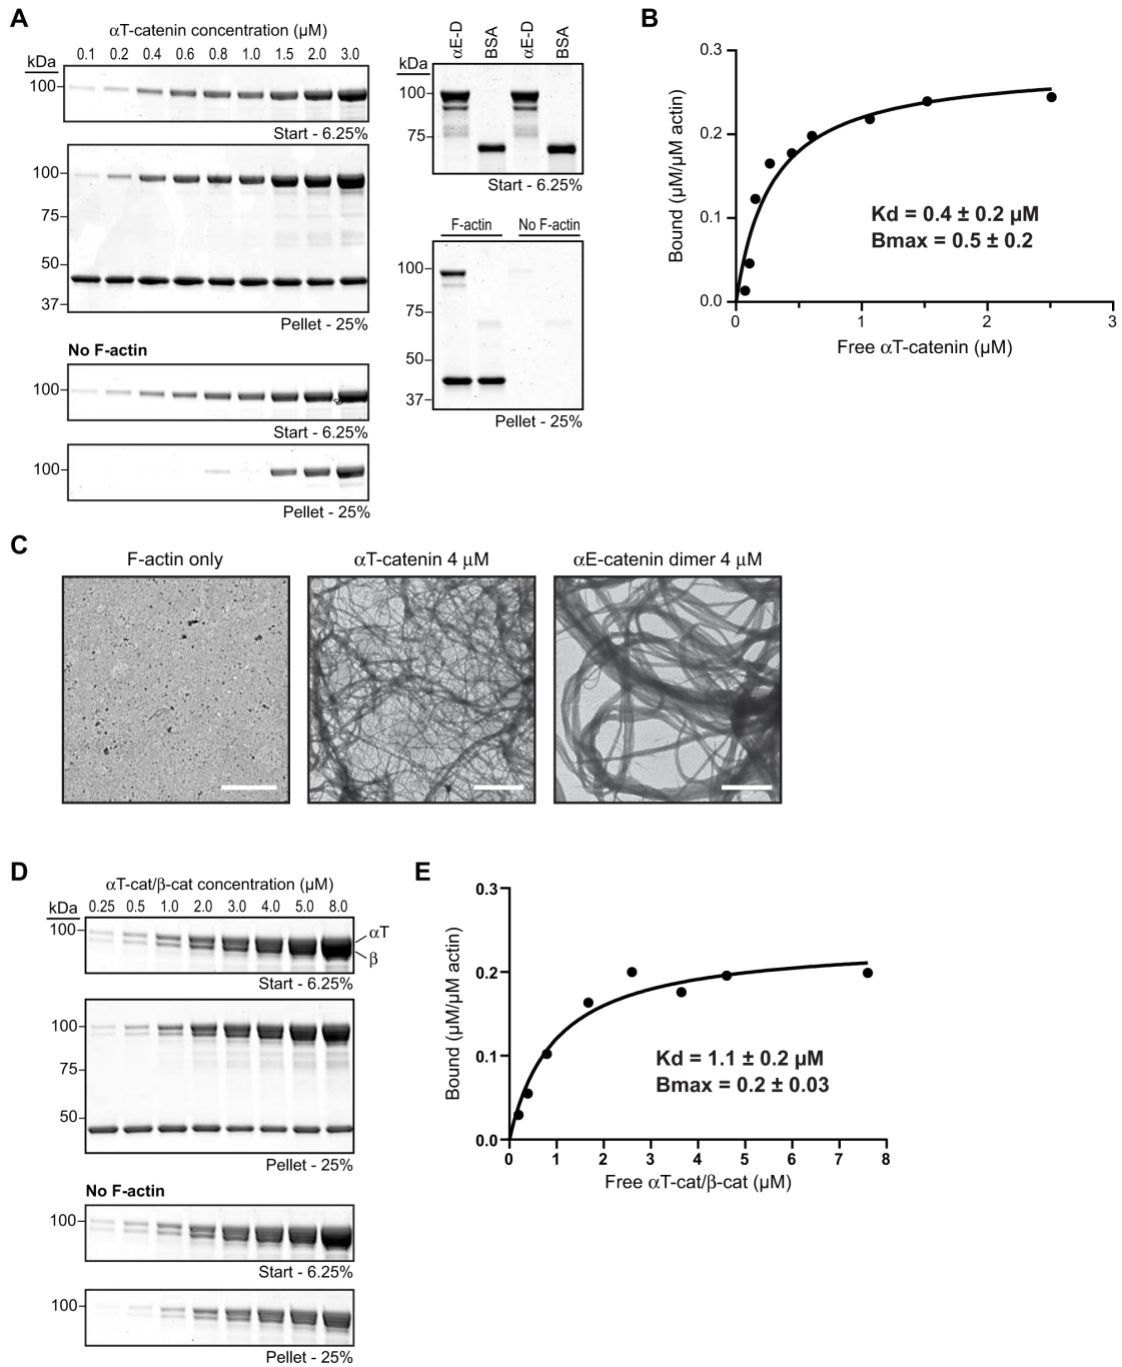 A
αT-catenin concentration (μM)
kDa
0.1 0.2 0.4 0.6 0.8 1.0 1.5 2.0 3.0
100
Start - 6.25%
100
75
50
37
Pellet - 25%
No F-actin
100
Start - 6.25%
100
Pellet - 25%
αE-D
BSA
αE-D
BSA
kDa
100
75
Start - 6.25%
F-actin No F-actin
100
75
50
37
Pellet - 25%
B
0.3
0.2
0.1
0.0
Bound (μM/μM actin)
Kd = 0.4 ± 0.2 μM
Bmax = 0.5 ± 0.2
0 1 2 3
Free αT-catenin (μM)
C
F-actin only
αT-catenin 4 μM
αE-catenin dimer 4 μM
D
αT-cat/β-cat concentration (μM)
kDa
0.25 0.5 1.0 2.0 3.0 4.0 5.0 8.0
100
αT
β
Start - 6.25%
100
75
50
Pellet - 25%
No F-actin
100
Start - 6.25%
100
Pellet - 25%
E
0.3
0.2
0.1
0.0
Bound (μM/μM actin)
Kd = 1.1 ± 0.2 μM
Bmax = 0.2 ± 0.03
0 1 2 3 4 5 6 7 8
Free αT-cat/β-cat (μM)